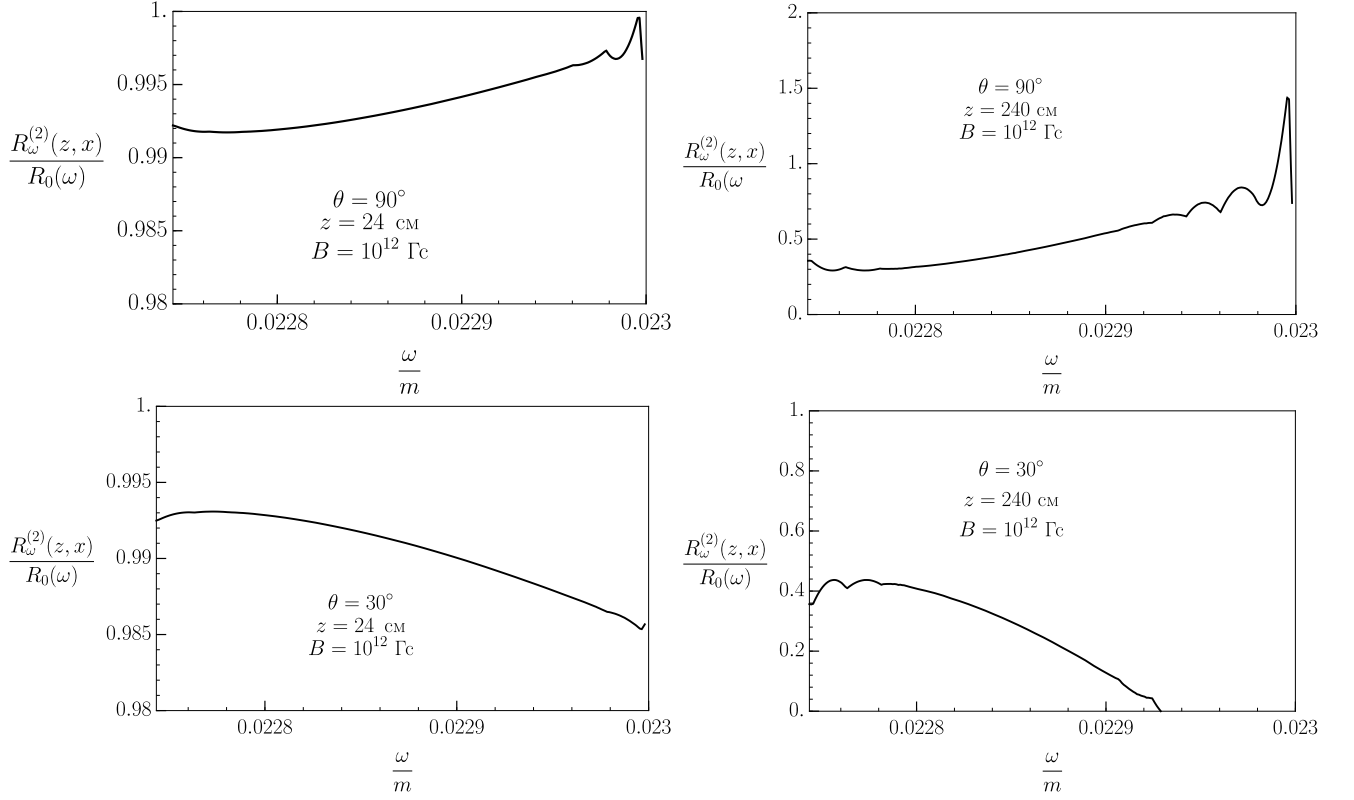 1.
0.995
0.99
0.985
0.98
R_ω^(2)(z, x)
R_0(ω)
θ = 90°
z = 24 см
B = 10^12 Гс
0.0228 0.0229 0.023
ω
m
2.
1.5
1.
0.5
0.
R_ω^(2)(z, x)
R_0(ω
θ = 90°
z = 240 см
B = 10^12 Гс
0.0228 0.0229 0.023
ω
m
1.
0.995
0.99
0.985
0.98
R_ω^(2)(z, x)
R_0(ω)
θ = 30°
z = 24 см
B = 10^12 Гс
0.0228 0.0229 0.023
ω
m
1.
0.8
0.6
0.4
0.2
0.
R_ω^(2)(z, x)
R_0(ω)
θ = 30°
z = 240 см
B = 10^12 Гс
0.0228 0.0229 0.023
ω
m